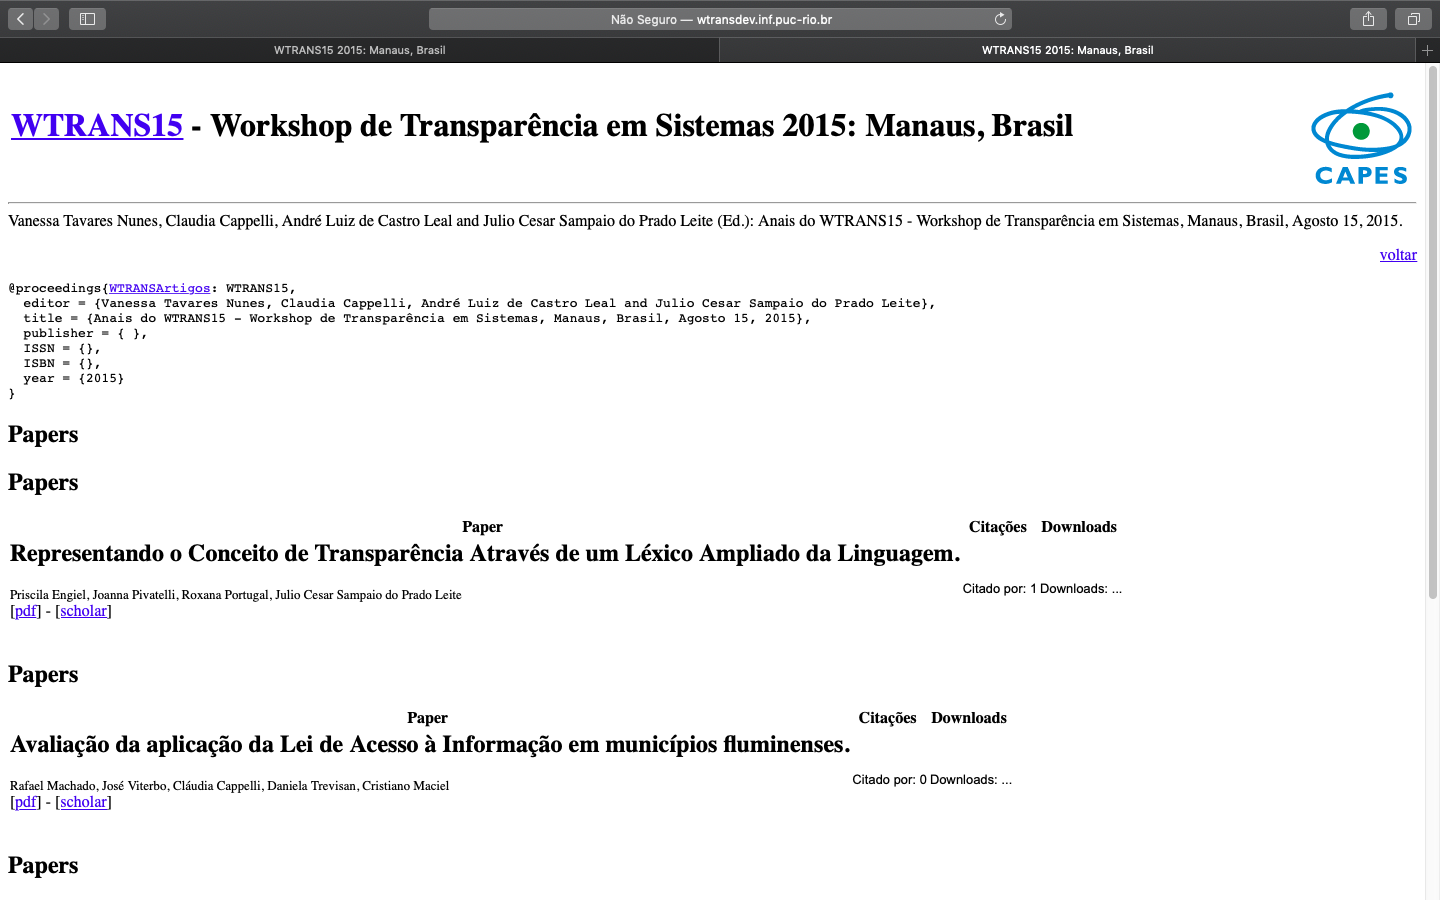 Não Seguro — wtransdev.inf.puc-rio.br
WTRANS15 2015: Manaus, Brasil
WTRANS15 2015: Manaus, Brasil
WTRANS15 - Workshop de Transparência em Sistemas 2015: Manaus, Brasil
CAPES
Vanessa Tavares Nunes, Claudia Cappelli, André Luiz de Castro Leal and Julio Cesar Sampaio do Prado Leite (Ed.): Anais do WTRANS15 - Workshop de Transparência em Sistemas, Manaus, Brasil, Agosto 15, 2015.
voltar
@proceedings{WTRANSArtigos: WTRANS15,
  editor = {Vanessa Tavares Nunes, Claudia Cappelli, André Luiz de Castro Leal and Julio Cesar Sampaio do Prado Leite},
  title = {Anais do WTRANS15 - Workshop de Transparência em Sistemas, Manaus, Brasil, Agosto 15, 2015},
  publisher = { },
  ISSN = {},
  ISBN = {},
  year = {2015}
}
Papers
Papers
Paper Citações Downloads
Representando o Conceito de Transparência Através de um Léxico Ampliado da Linguagem.
Priscila Engiel, Joanna Pivatelli, Roxana Portugal, Julio Cesar Sampaio do Prado Leite
Citado por: 1 Downloads: ...
[pdf] - [scholar]
Papers
Paper Citações Downloads
Avaliação da aplicação da Lei de Acesso à Informação em municípios fluminenses.
Rafael Machado, José Viterbo, Cláudia Cappelli, Daniela Trevisan, Cristiano Maciel
Citado por: 0 Downloads: ...
[pdf] - [scholar]
Papers